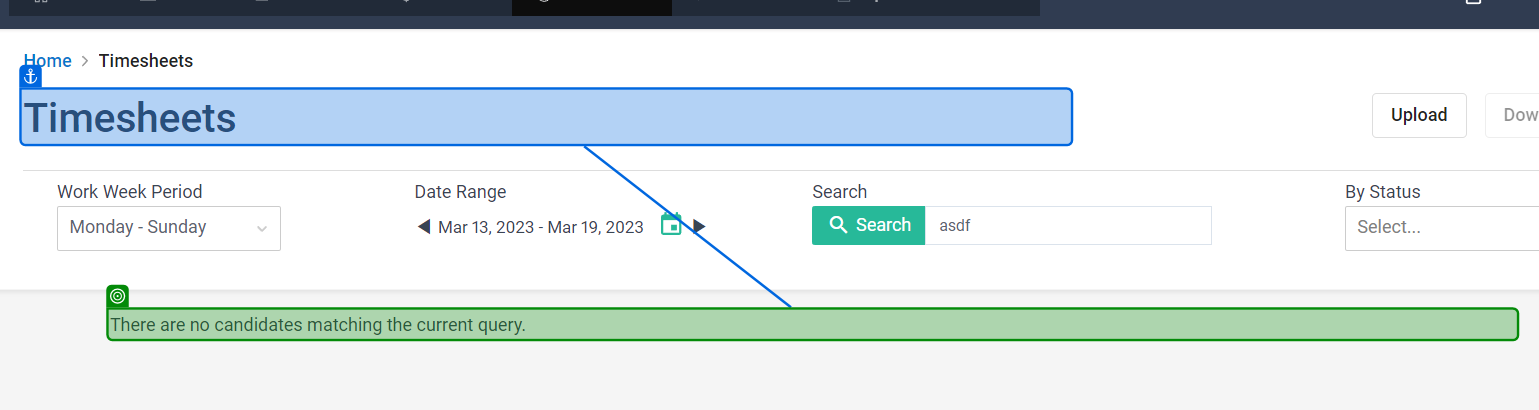 Home > Timesheets
Timesheets
Upload
Dow
Work Week Period
Date Range
Search
By Status
Monday - Sunday
Mar 13, 2023 - Mar 19, 2023
Search
asdf
Select...
There are no candidates matching the current query.